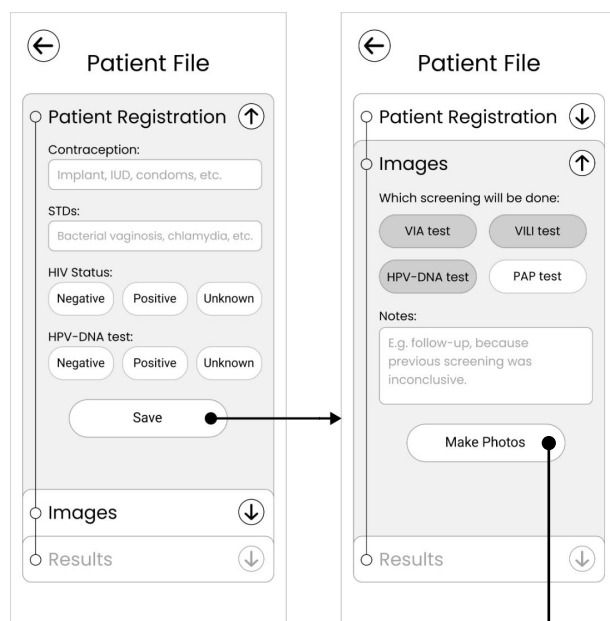 Patient File
Patient Registration
Contraception:
Implant, IUD, condoms, etc.
STDs:
Bacterial vaginosis, chlamydia, etc.
HIV Status:
Negative Positive Unknown
HPV-DNA test:
Negative Positive Unknown
Save
Images
Results
Patient File
Patient Registration
Images
Which screening will be done:
VIA test VILI test
HPV-DNA test PAP test
Notes:
E.g. follow-up, because
previous screening was
inconclusive.
Make Photos
Results